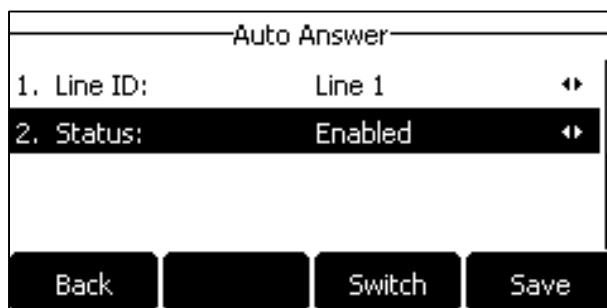 Auto Answer
1. Line ID: Line 1
2. Status: Enabled
Back Switch Save